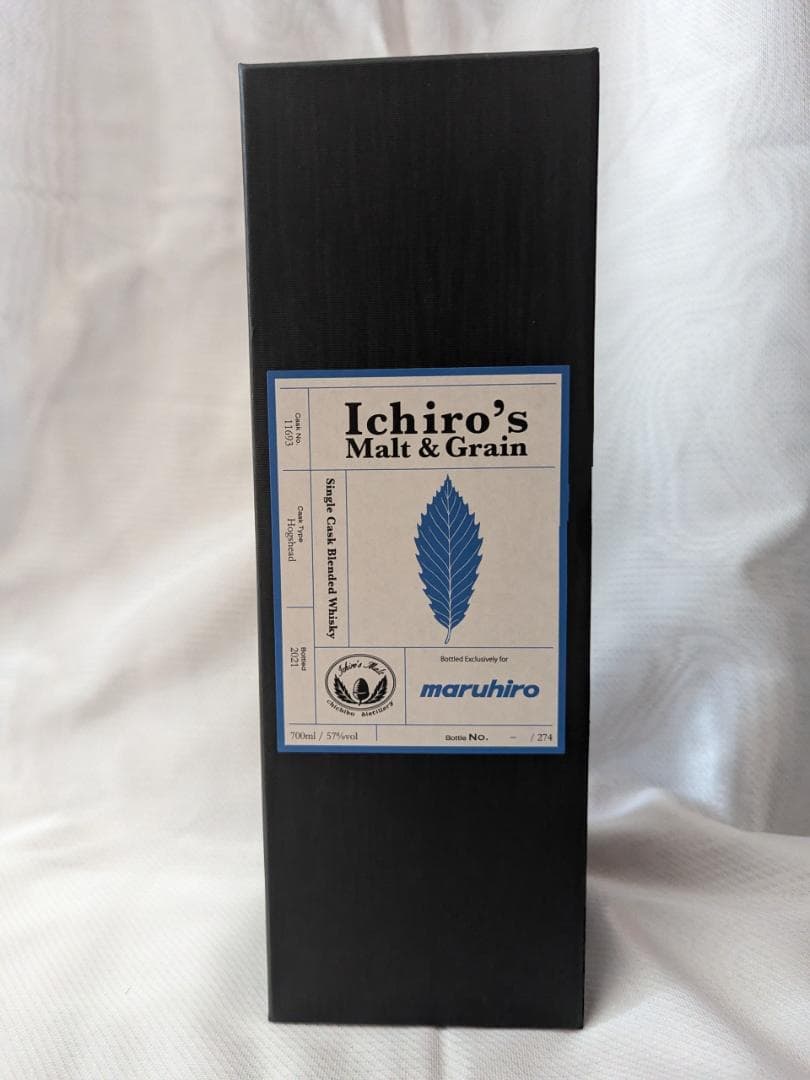 Ichiro's
Malt & Grain
Cask No.
11693
Cask Type
Hogshead
Bottled
2021
Single Cask Blended Whisky
Ichiro's Malt
chichibu distillery
Bottled Exclusively for
maruhiro
700ml / 57%vol
Bottle No. - / 274